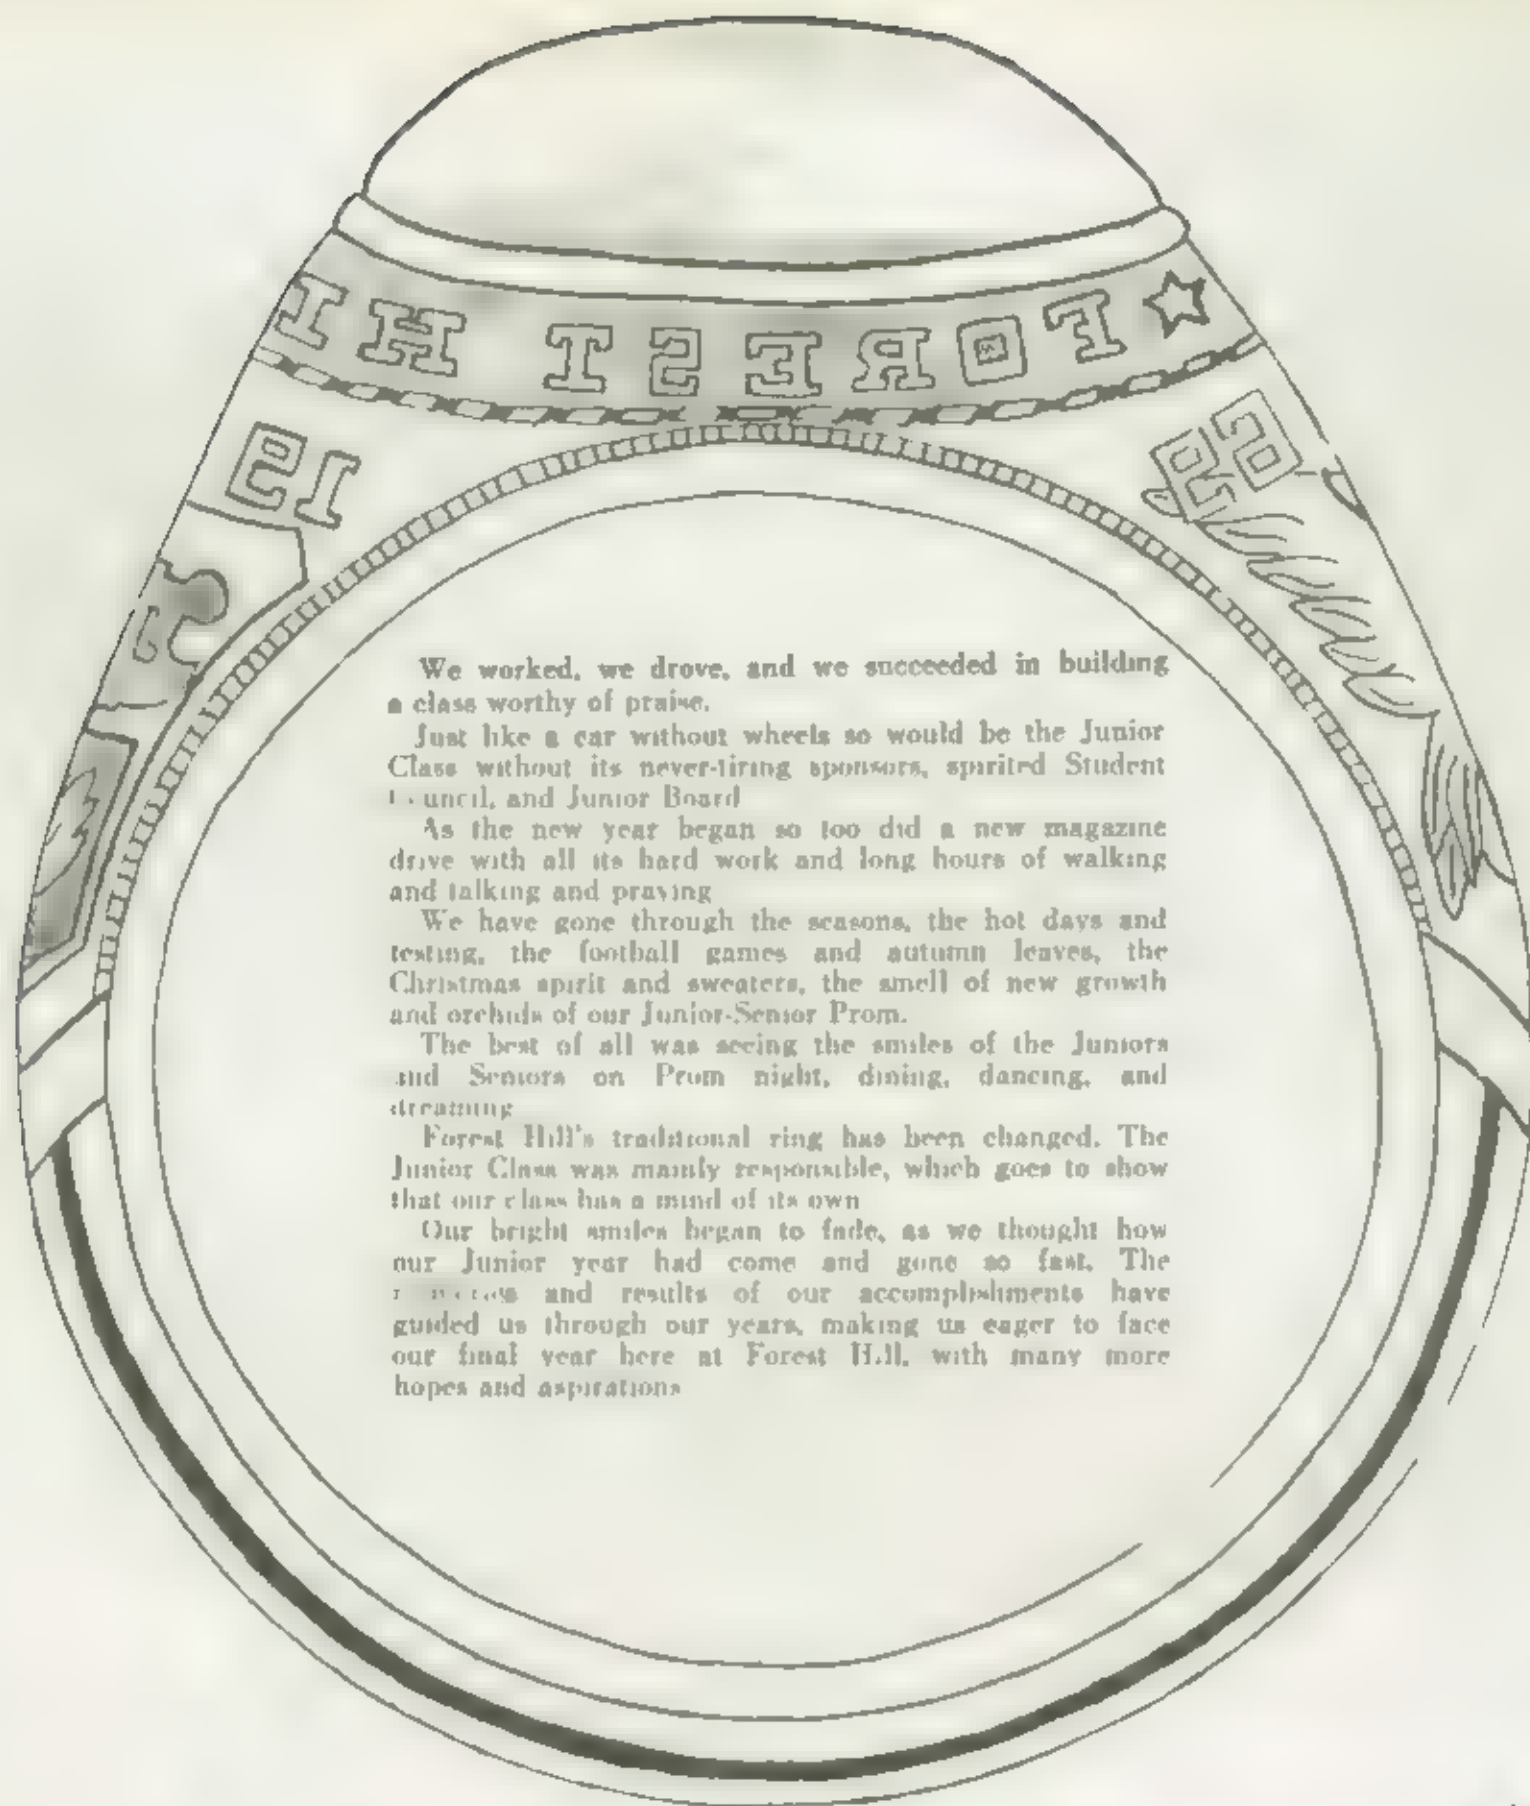 FOREST HI
19
69
We worked, we drove, and we succeeded in building
a class worthy of praise.
Just like a car without wheels so would be the Junior
Class without its never-tiring sponsors, spirited Student
Council, and Junior Board
As the new year began so too did a new magazine
drive with all its hard work and long hours of walking
and talking and praying
We have gone through the seasons, the hot days and
testing, the football games and autumn leaves, the
Christmas spirit and sweaters, the smell of new growth
and orchids of our Junior-Senior Prom.
The best of all was seeing the smiles of the Juniors
and Seniors on Prom night, dining, dancing, and
dreaming
Forest Hill's traditional ring has been changed. The
Junior Class was mainly responsible, which goes to show
that our class has a mind of its own
Our bright smiles began to fade, as we thought how
our Junior year had come and gone so fast. The
and results of our accomplishments have
guided us through our years, making us eager to face
our final year here at Forest Hill, with many more
hopes and aspirations